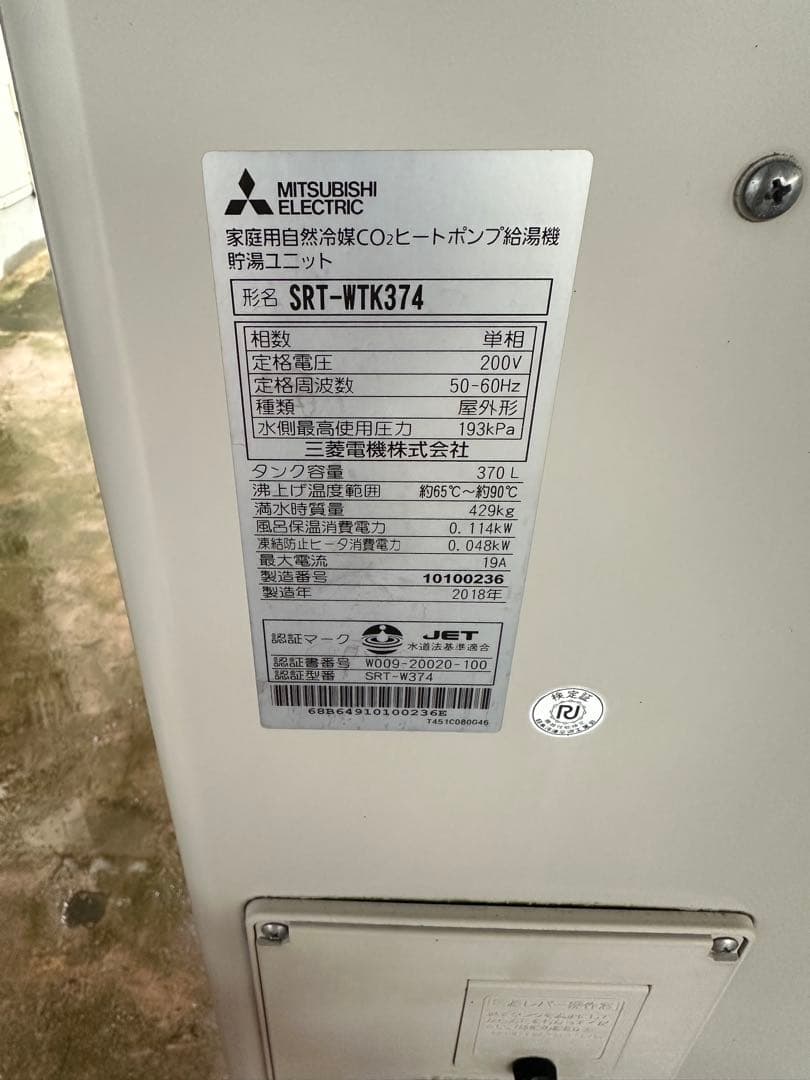 MITSUBISHI
ELECTRIC
家庭用自然冷媒CO₂ヒートポンプ給湯機
貯湯ユニット
形名 SRT-WTK374
相数 単相
定格電圧 200V
定格周波数 50-60Hz
種類 屋外形
水側最高使用圧力 193kPa
三菱電機株式会社
タンク容量 370L
沸上げ温度範囲 約65℃～約90℃
満水時質量 429kg
風呂保温消費電力 0.114kW
凍結防止ヒータ消費電力 0.048kW
最大電流 19A
製造番号 10100236
製造年 2018年
認証マーク JET
水道法基準適合
認証書番号 W009-20020-100
認証型番 SRT-W374
68B64910100236E
T451C080G46
検定証
RJ